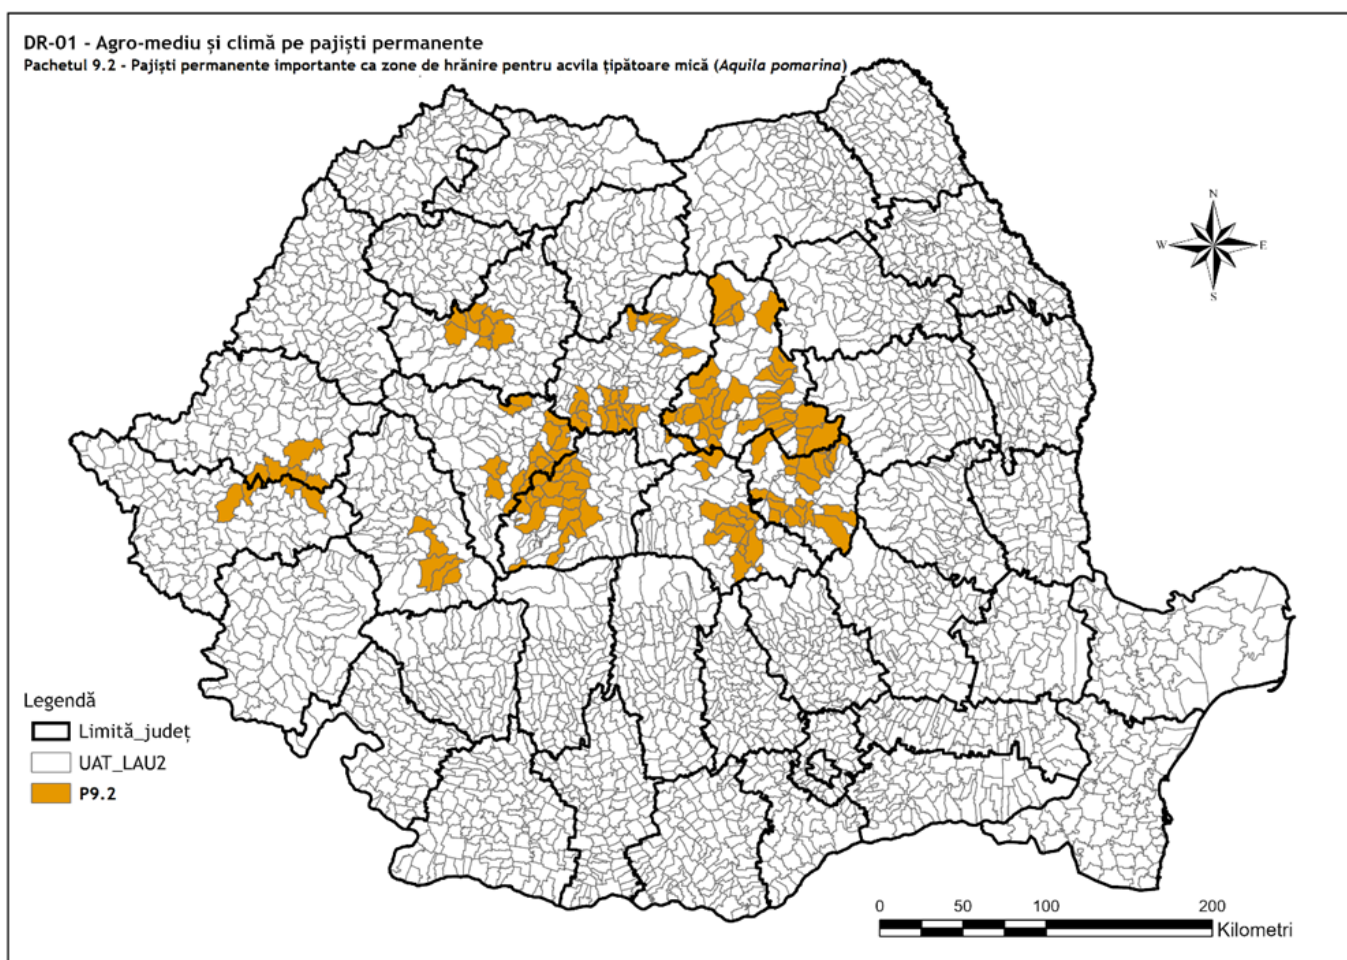 DR-01 - Agro-mediu și climă pe pajiști permanente
Pachetul 9.2 - Pajiști permanente importante ca zone de hrănire pentru acvila țipătoare mică (Aquila pomarina)
N
W
E
S
Legendă
Limită_județ
UAT_LAU2
P9.2
0 50 100 200
Kilometri